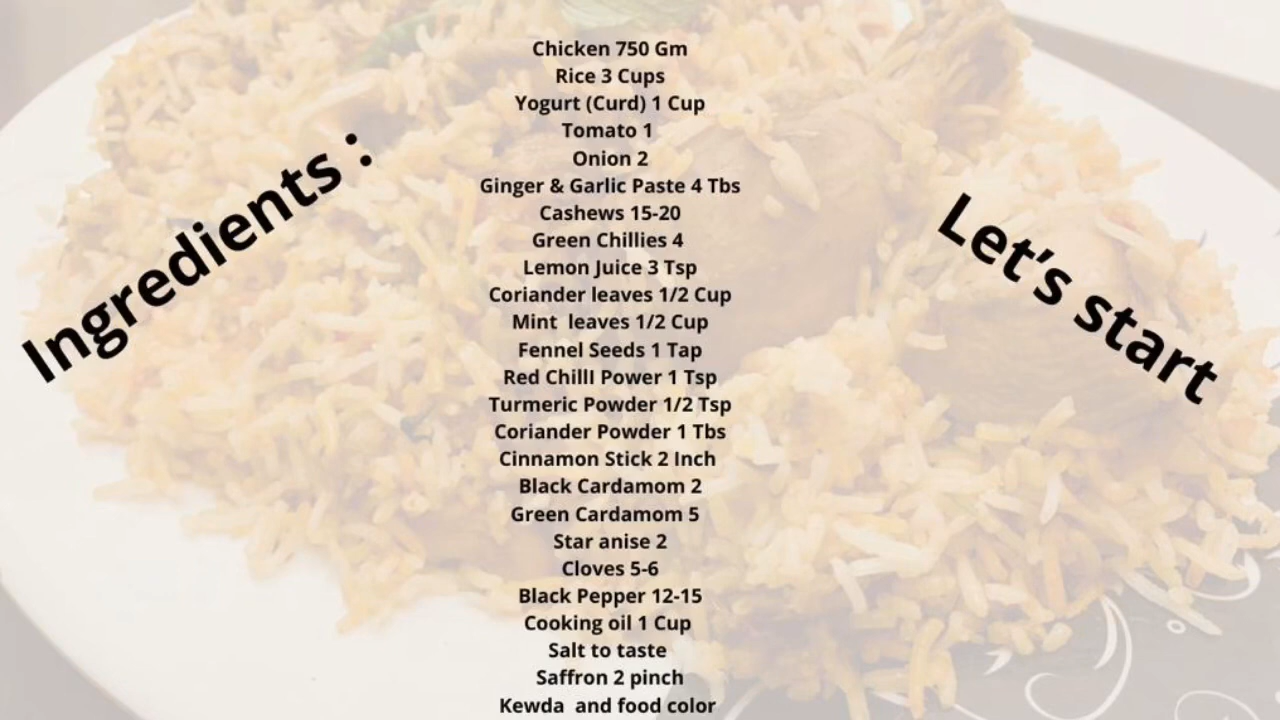 Ingredients :
Chicken 750 Gm
Rice 3 Cups
Yogurt (Curd) 1 Cup
Tomato 1
Onion 2
Ginger & Garlic Paste 4 Tbs
Cashews 15-20
Green Chillies 4
Lemon Juice 3 Tsp
Coriander leaves 1/2 Cup
Mint  leaves 1/2 Cup
Fennel Seeds 1 Tap
Red ChillI Power 1 Tsp
Turmeric Powder 1/2 Tsp
Coriander Powder 1 Tbs
Cinnamon Stick 2 Inch
Black Cardamom 2
Green Cardamom 5
Star anise 2
Cloves 5-6
Black Pepper 12-15
Cooking oil 1 Cup
Salt to taste
Saffron 2 pinch
Kewda  and food color
Let's start